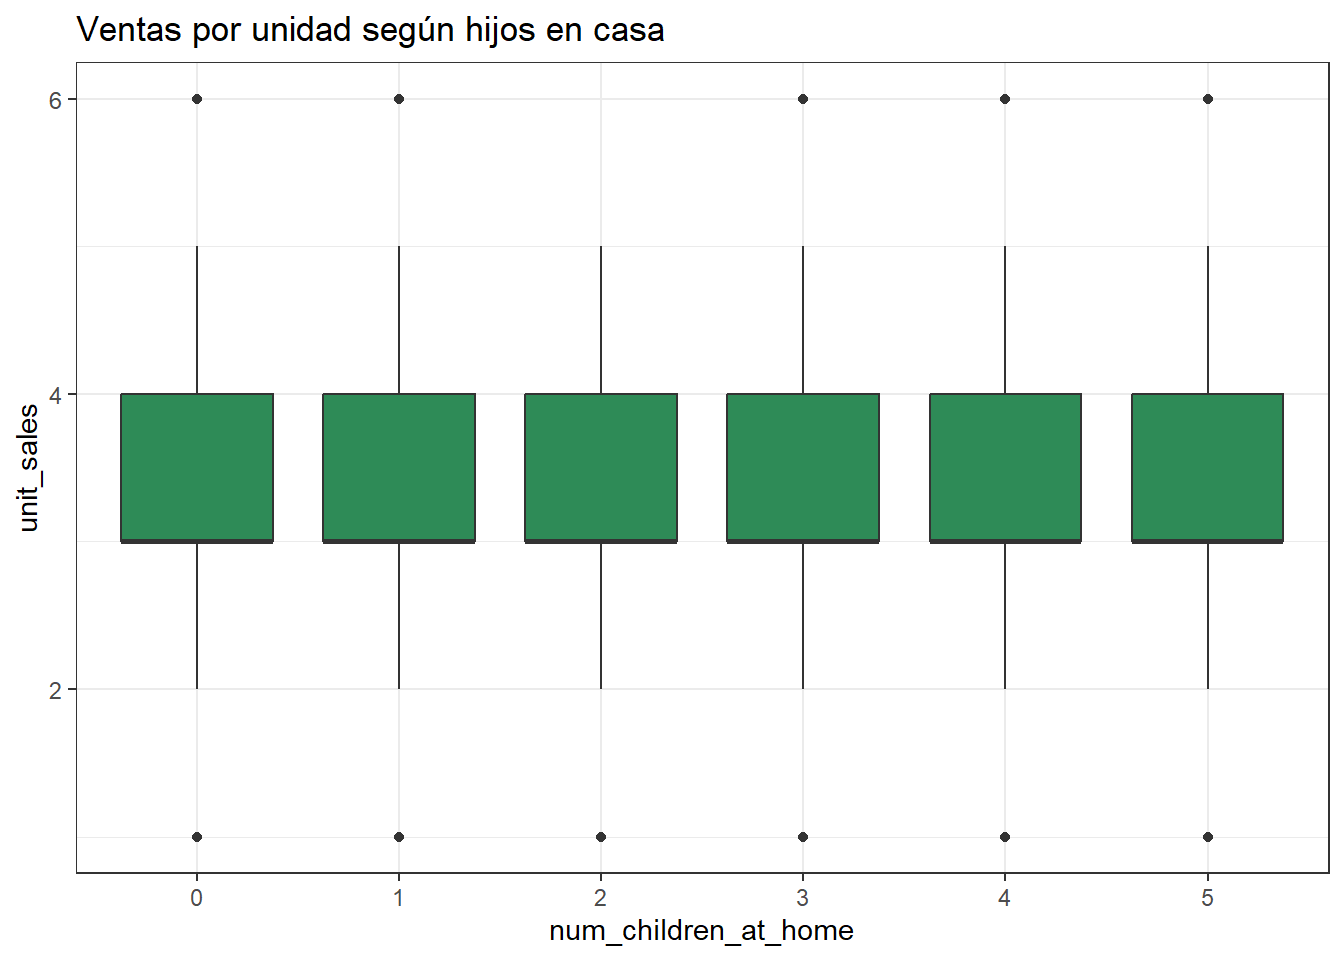 Ventas por unidad según hijos en casa
unit_sales
6
4
2
0 1 2 3 4 5
num_children_at_home